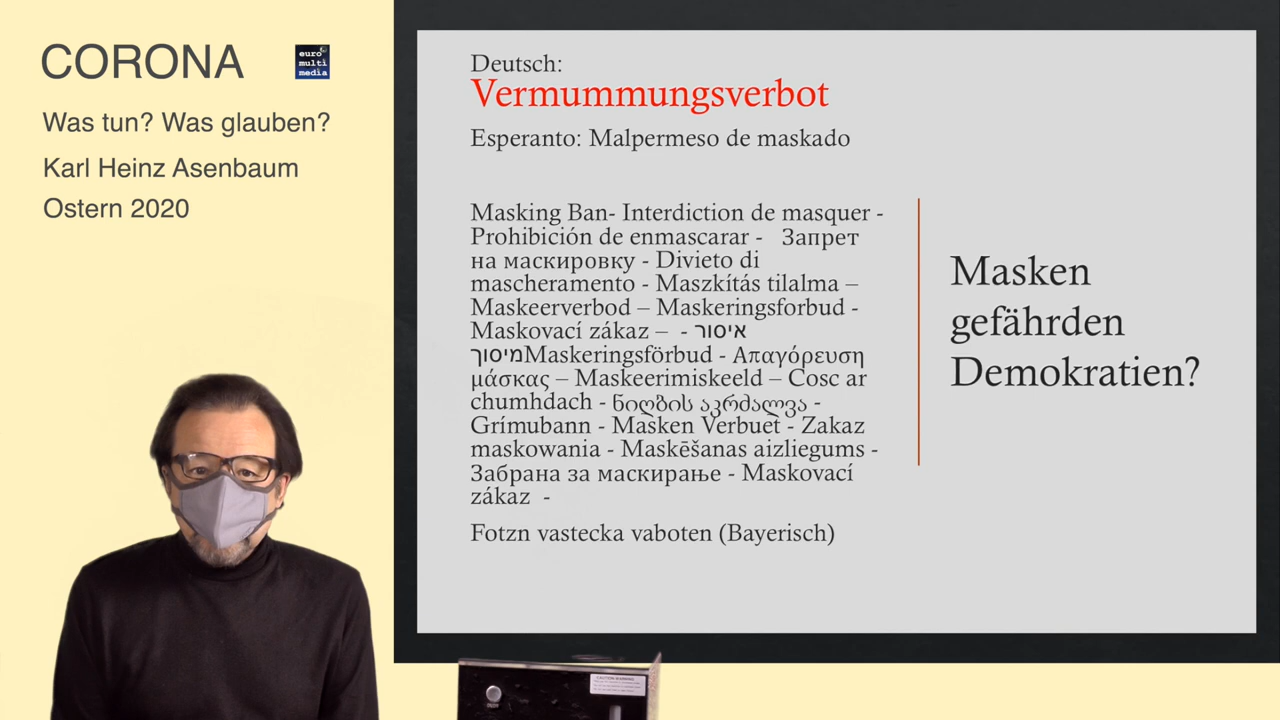 CORONA
euro
multi
media
Was tun? Was glauben?
Karl Heinz Asenbaum
Ostern 2020
Deutsch:
Vermummungsverbot
Esperanto: Malpermeso de maskado
Masking Ban- Interdiction de masquer -
Prohibición de enmascarar - Запрет
на маскировку - Divieto di
mascheramento - Maszkítás tilalma –
Maskeerverbod – Maskeringsforbud -
Maskovací zákaz – - איסור
מיסוךMaskeringsförbud - Απαγόρευση
μάσκας – Maskeerimiskeeld – Cosc ar
chumhdach - ნიღბის აკრძალვა -
Grímubann - Masken Verbuet - Zakaz
maskowania - Maskēšanas aizliegums -
Забрана за маскирање - Maskovací
zákaz -
Fotzn vastecka vaboten (Bayerisch)
Masken
gefährden
Demokratien?